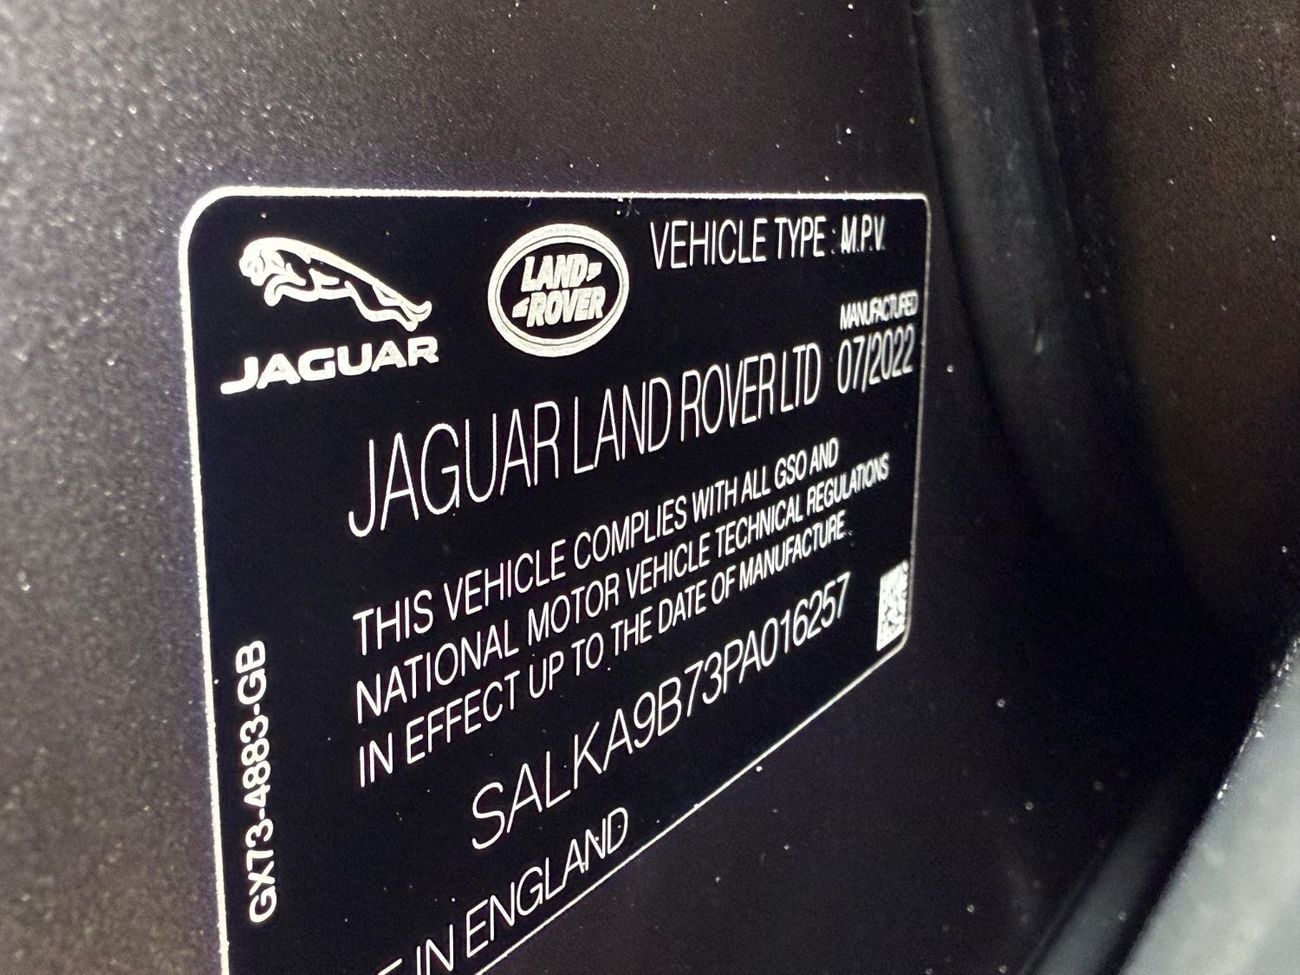 VEHICLE TYPE : M.P.V.
LAND
ROVER
JAGUAR
MANUFACTURED
07/2022
JAGUAR LAND ROVER LTD
THIS VEHICLE COMPLIES WITH ALL GSO AND
NATIONAL MOTOR VEHICLE TECHNICAL REGULATIONS
IN EFFECT UP TO THE DATE OF MANUFACTURE.
SALKA9B73PA016257
IN ENGLAND
GX73-4883-GB